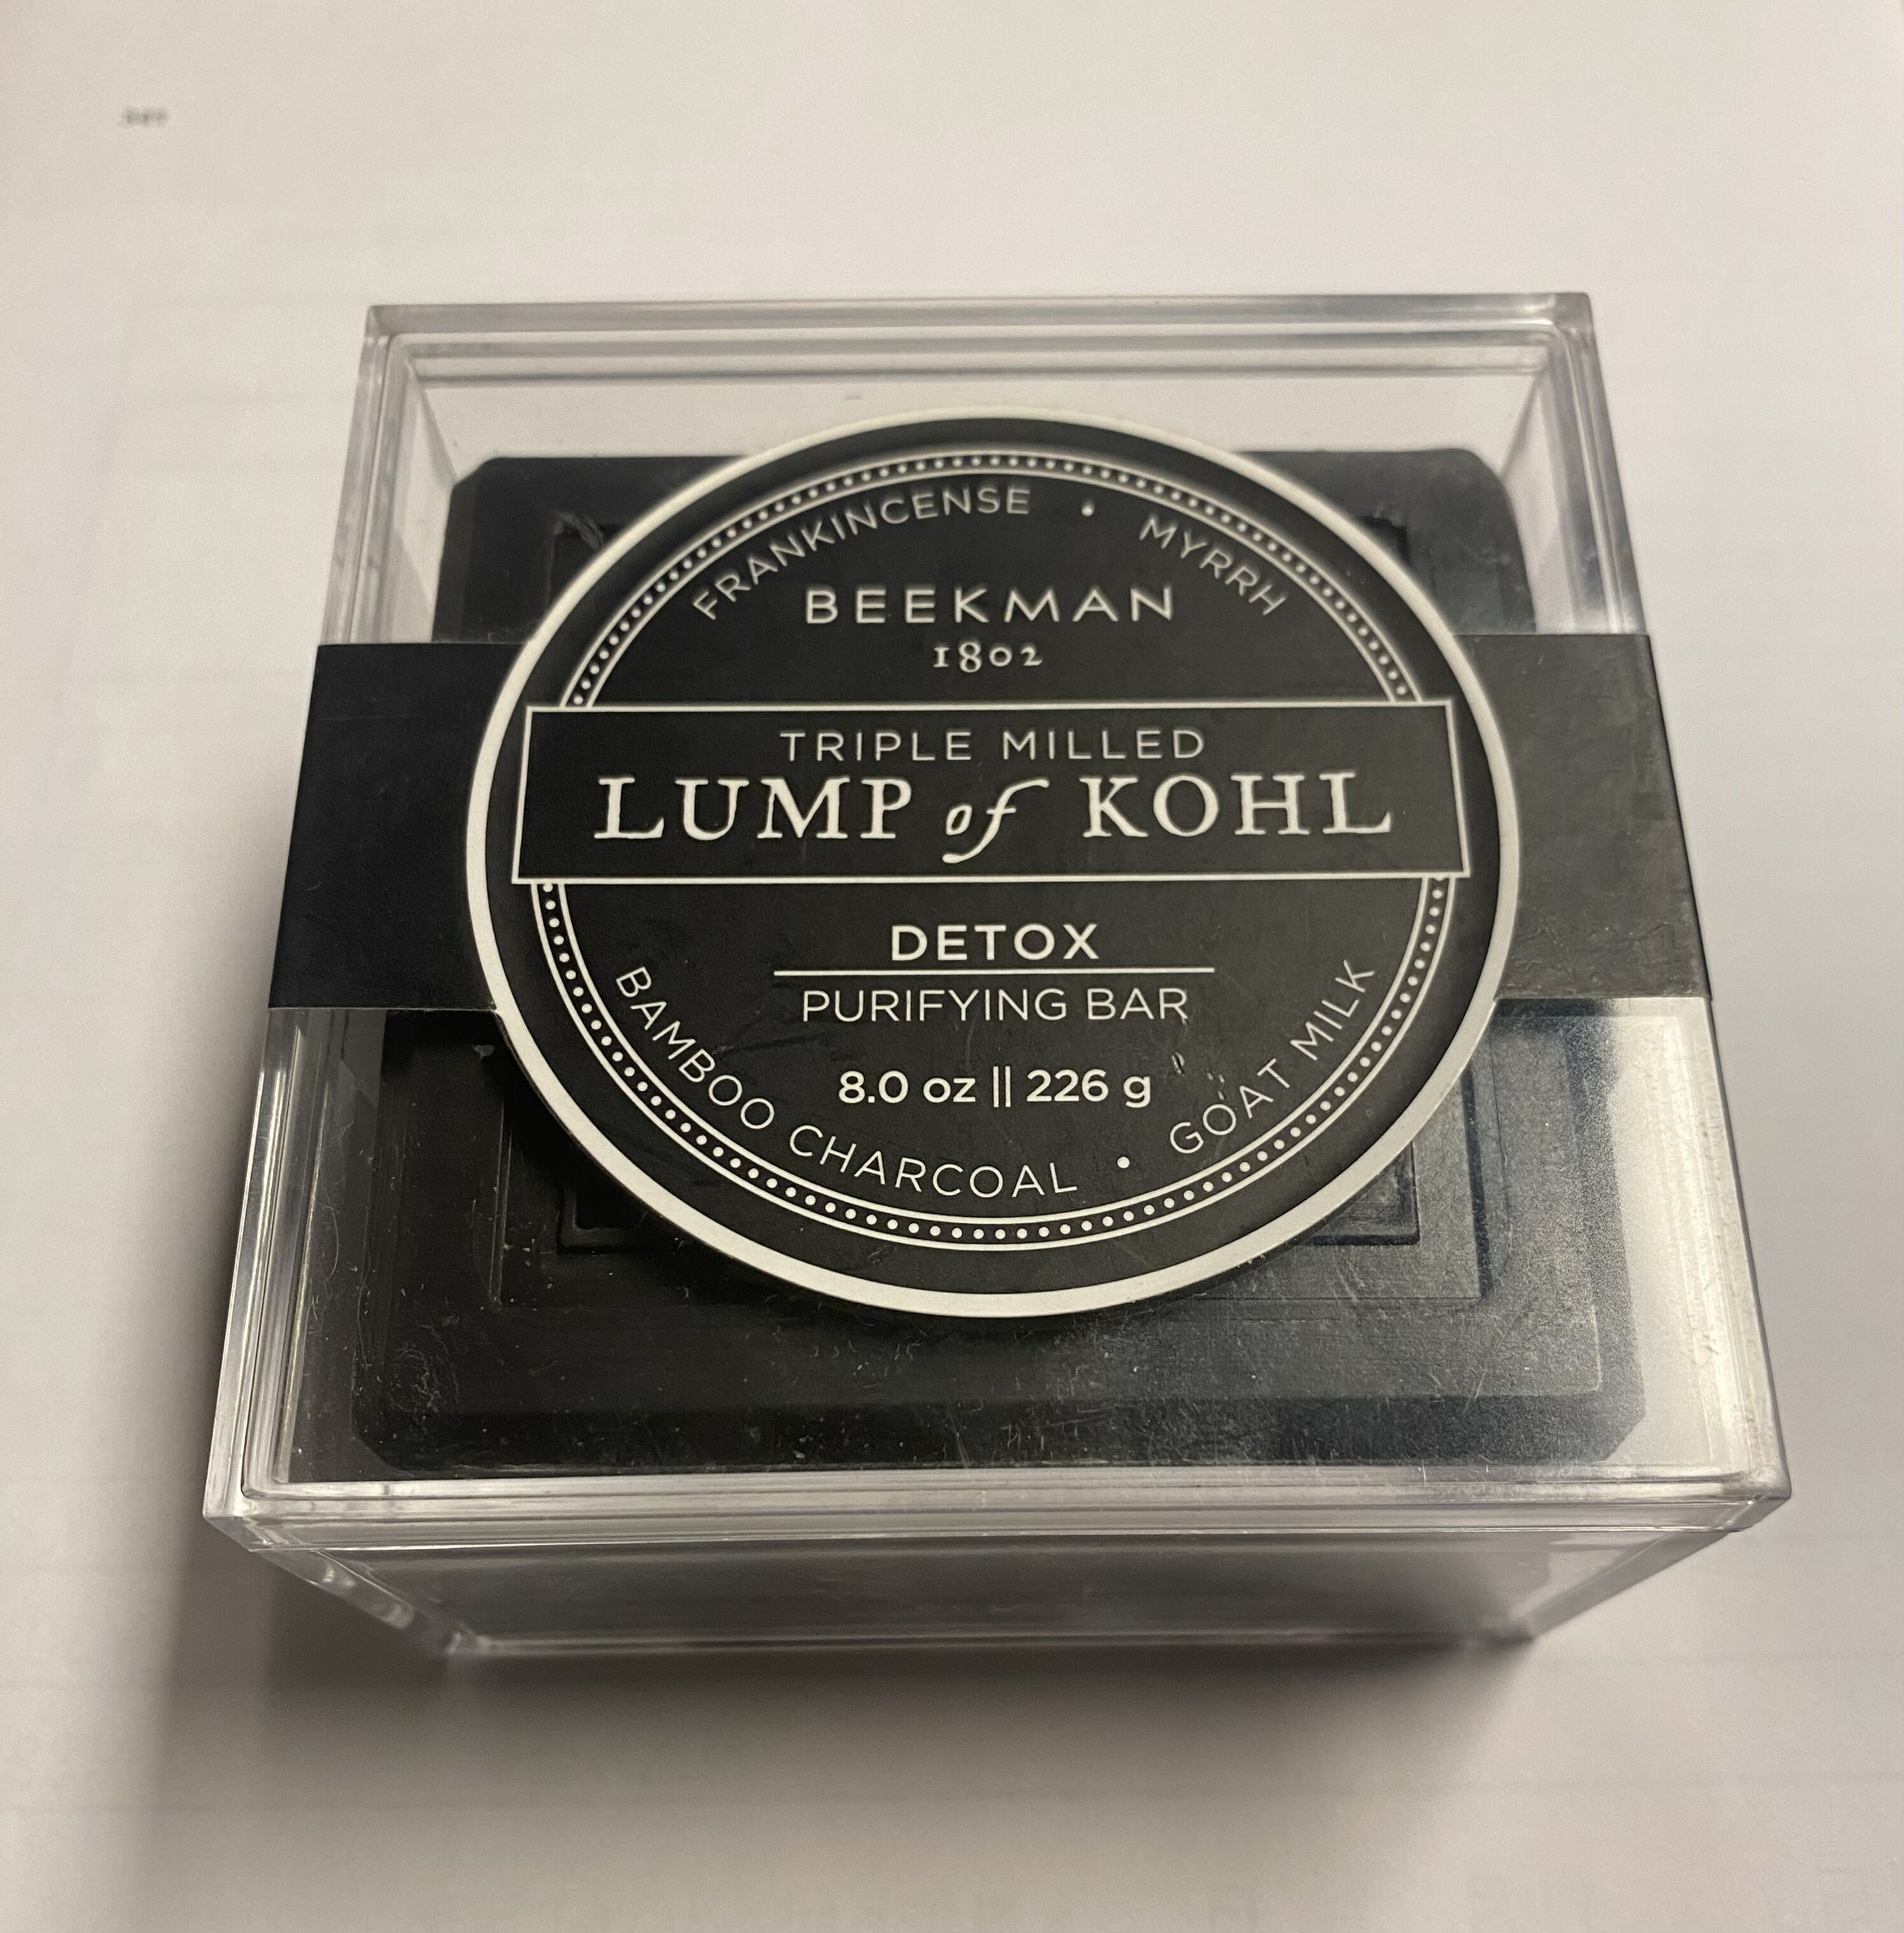 FRANKINCENSE • MYRRH
BEEKMAN
1802
TRIPLE MILLED
LUMP of KOHL
DETOX
PURIFYING BAR
8.0 oz || 226 g
BAMBOO CHARCOAL • GOAT MILK